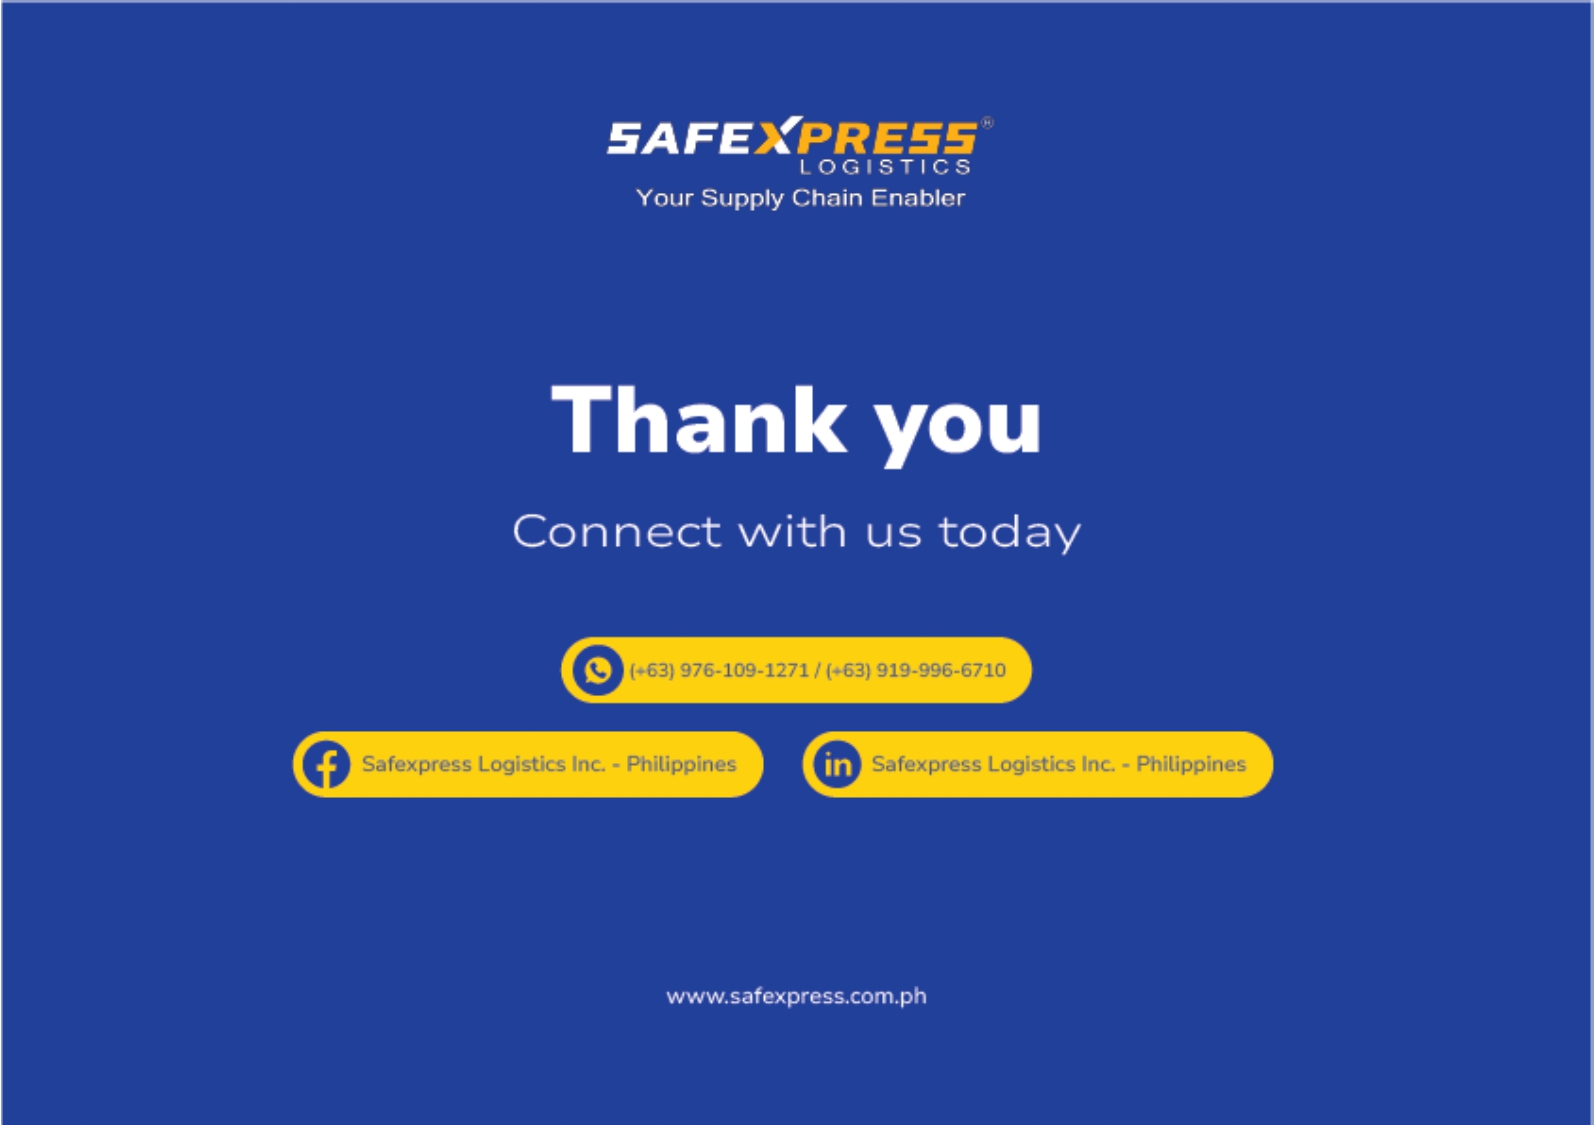 SAFEXPRESS®
LOGISTICS
Your Supply Chain Enabler
Thank you
Connect with us today
(+63) 976-109-1271 / (+63) 919-996-6710
Safexpress Logistics Inc. - Philippines
in Safexpress Logistics Inc. - Philippines
www.safexpress.com.ph